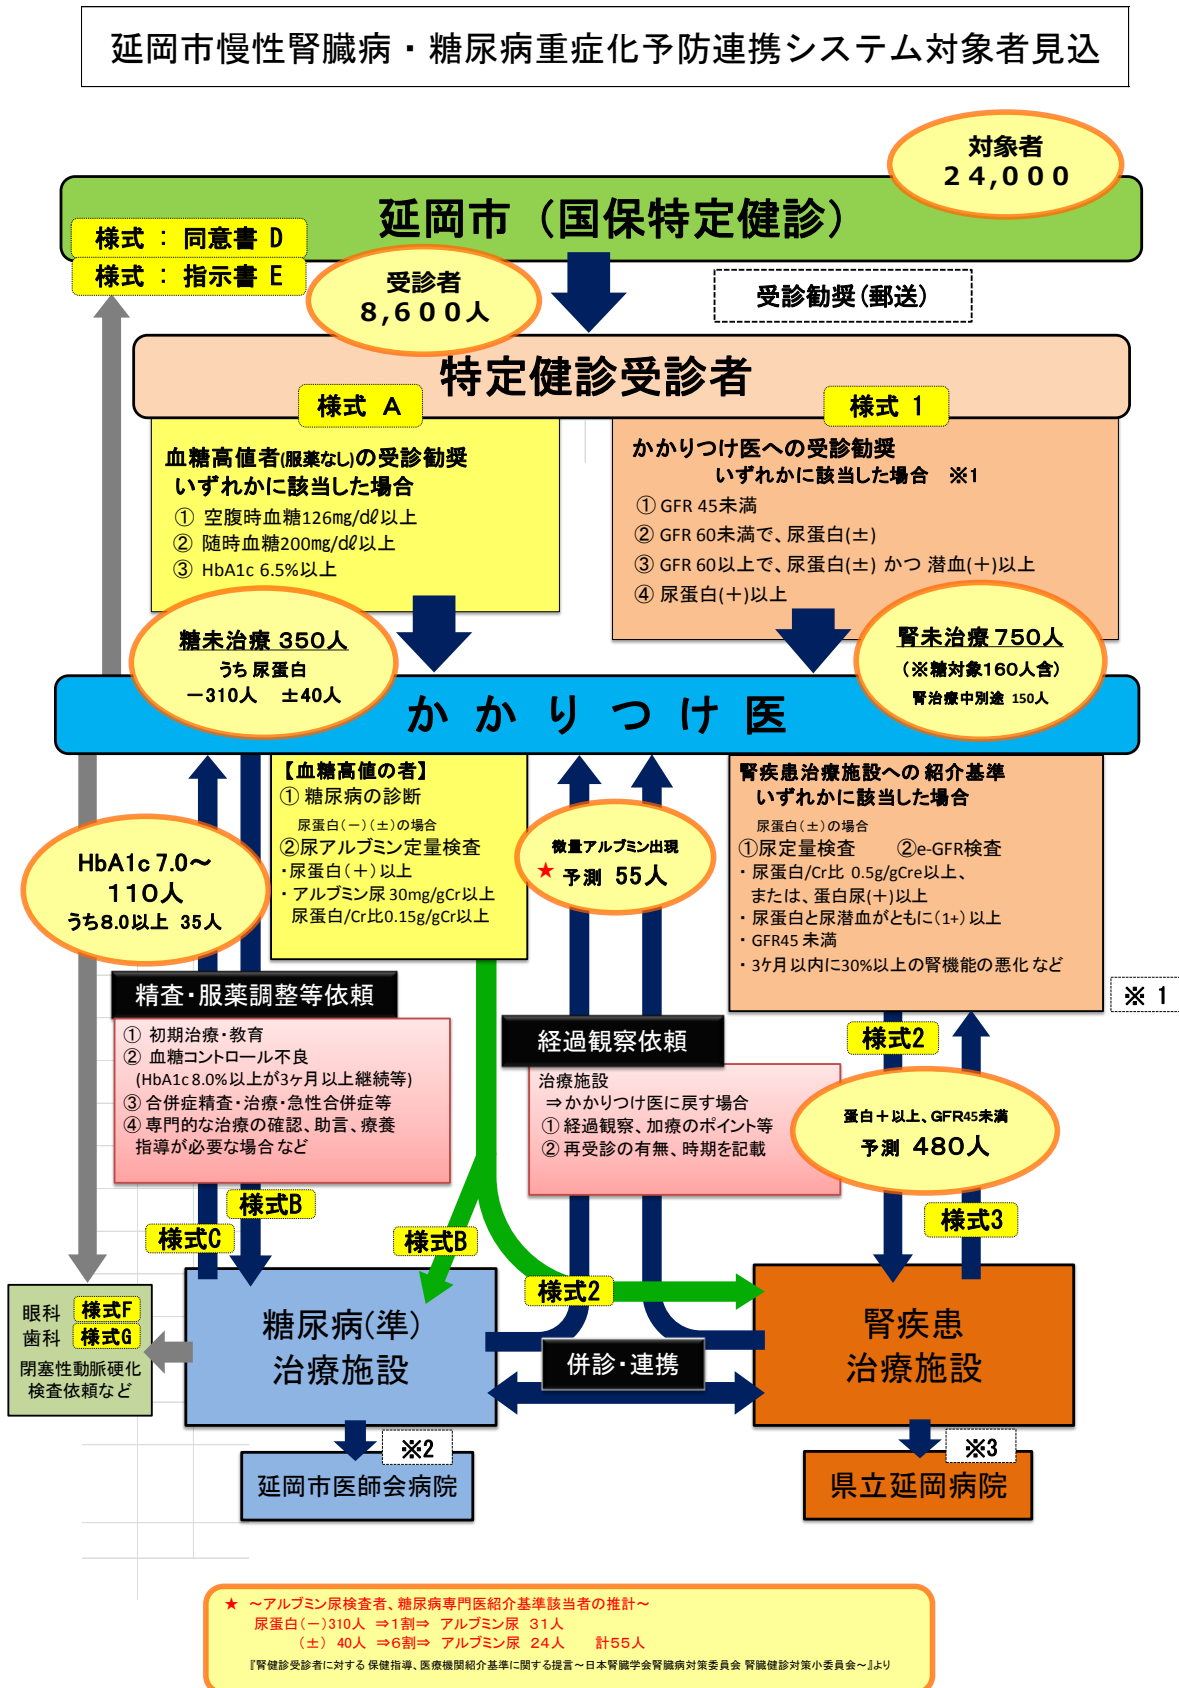 延岡市慢性腎臓病・糖尿病重症化予防連携システム対象者見込
対象者
24,000
延岡市（国保特定健診）
様式 ： 同意書 D
様式 ： 指示書 E
受診者
8,600人
受診勧奨(郵送)
特定健診受診者
様式 A
様式 1
血糖高値者(服薬なし)の受診勧奨
いずれかに該当した場合
① 空腹時血糖126㎎/dℓ以上
② 随時血糖200㎎/dℓ以上
③ HbA1c 6.5%以上
かかりつけ医への受診勧奨
いずれかに該当した場合 ※1
① GFR 45未満
② GFR 60未満で、尿蛋白(±)
③ GFR 60以上で、尿蛋白(±) かつ 潜血(＋)以上
④ 尿蛋白(＋)以上
糖未治療 350人
うち 尿蛋白
－310人 ±40人
腎未治療 750人
(※糖対象160人含)
腎治療中別途 150人
かかりつけ医
【血糖高値の者】
① 糖尿病の診断
尿蛋白(－)(±)の場合
②尿アルブミン定量検査
・尿蛋白(＋)以上
・アルブミン尿 30mg/gCr以上
尿蛋白/Cr比0.15g/gCr以上
腎疾患治療施設への紹介基準
いずれかに該当した場合
尿蛋白(±)の場合
①尿定量検査 ②e-GFR検査
・尿蛋白/Cr比 0.5g/gCre以上、
または、蛋白尿(＋)以上
・尿蛋白と尿潜血がともに(1+)以上
・GFR45 未満
・3ケ月以内に30%以上の腎機能の悪化 など
HbA1c 7.0～
110人
うち8.0以上 35人
微量アルブミン出現
★ 予測 55人
※ 1
精査・服薬調整等依頼
① 初期治療・教育
② 血糖コントロール不良
(HbA1c 8.0%以上が3ヶ月以上継続等)
③ 合併症精査・治療・急性合併症等
④ 専門的な治療の確認、助言、療養
指導が必要な場合 など
経過観察依頼
治療施設
⇒かかりつけ医に戻す場合
① 経過観察、加療のポイント等
② 再受診の有無、時期を記載
様式2
蛋白＋以上、GFR45未満
予測 480人
様式3
様式B
様式C
様式B
様式2
眼科 様式F
歯科 様式G
閉塞性動脈硬化
検査依頼など
糖尿病(準)
治療施設
併診・連携
腎疾患
治療施設
※2
延岡市医師会病院
※3
県立延岡病院
★ ～アルブミン尿検査者、糖尿病専門医紹介基準該当者の推計～
尿蛋白(－)310人 ⇒1割⇒ アルブミン尿 31人
(±) 40人 ⇒6割⇒ アルブミン尿 24人 計55人
『腎健診受診者に対する保健指導、医療機関紹介基準に関する提言～日本腎臓学会腎臓病対策委員会 腎臓健診対策小委員会～』より